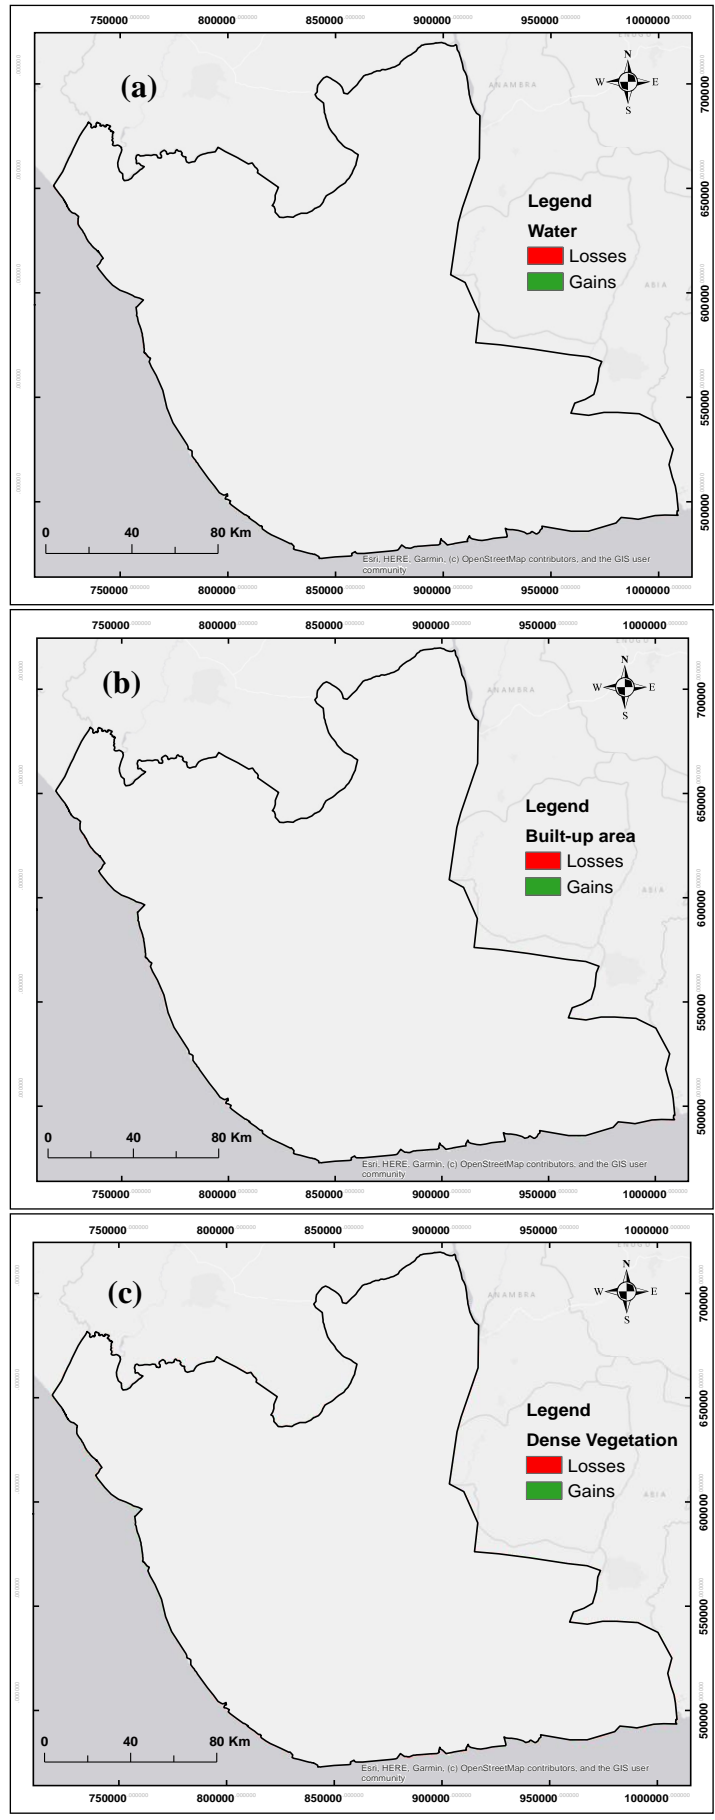 750000 800000 850000 900000 950000 1000000
(a)
N
W E
S
ANAMBRA
700000
650000
600000
550000
500000
Legend
Water
Losses
Gains
ABIA
0 40 80 Km
Esri, HERE, Garmin, (c) OpenStreetMap contributors, and the GIS user
community
750000 800000 850000 900000 950000 1000000
750000 800000 850000 900000 950000 1000000
(b)
N
W E
S
ANAMBRA
700000
650000
600000
550000
500000
Legend
Built-up area
Losses
Gains
ABIA
0 40 80 Km
Esri, HERE, Garmin, (c) OpenStreetMap contributors, and the GIS user
community
750000 800000 850000 900000 950000 1000000
750000 800000 850000 900000 950000 1000000
(c)
N
W E
S
ANAMBRA
700000
650000
600000
550000
500000
Legend
Dense Vegetation
Losses
Gains
ABIA
0 40 80 Km
Esri, HERE, Garmin, (c) OpenStreetMap contributors, and the GIS user
community
750000 800000 850000 900000 950000 1000000